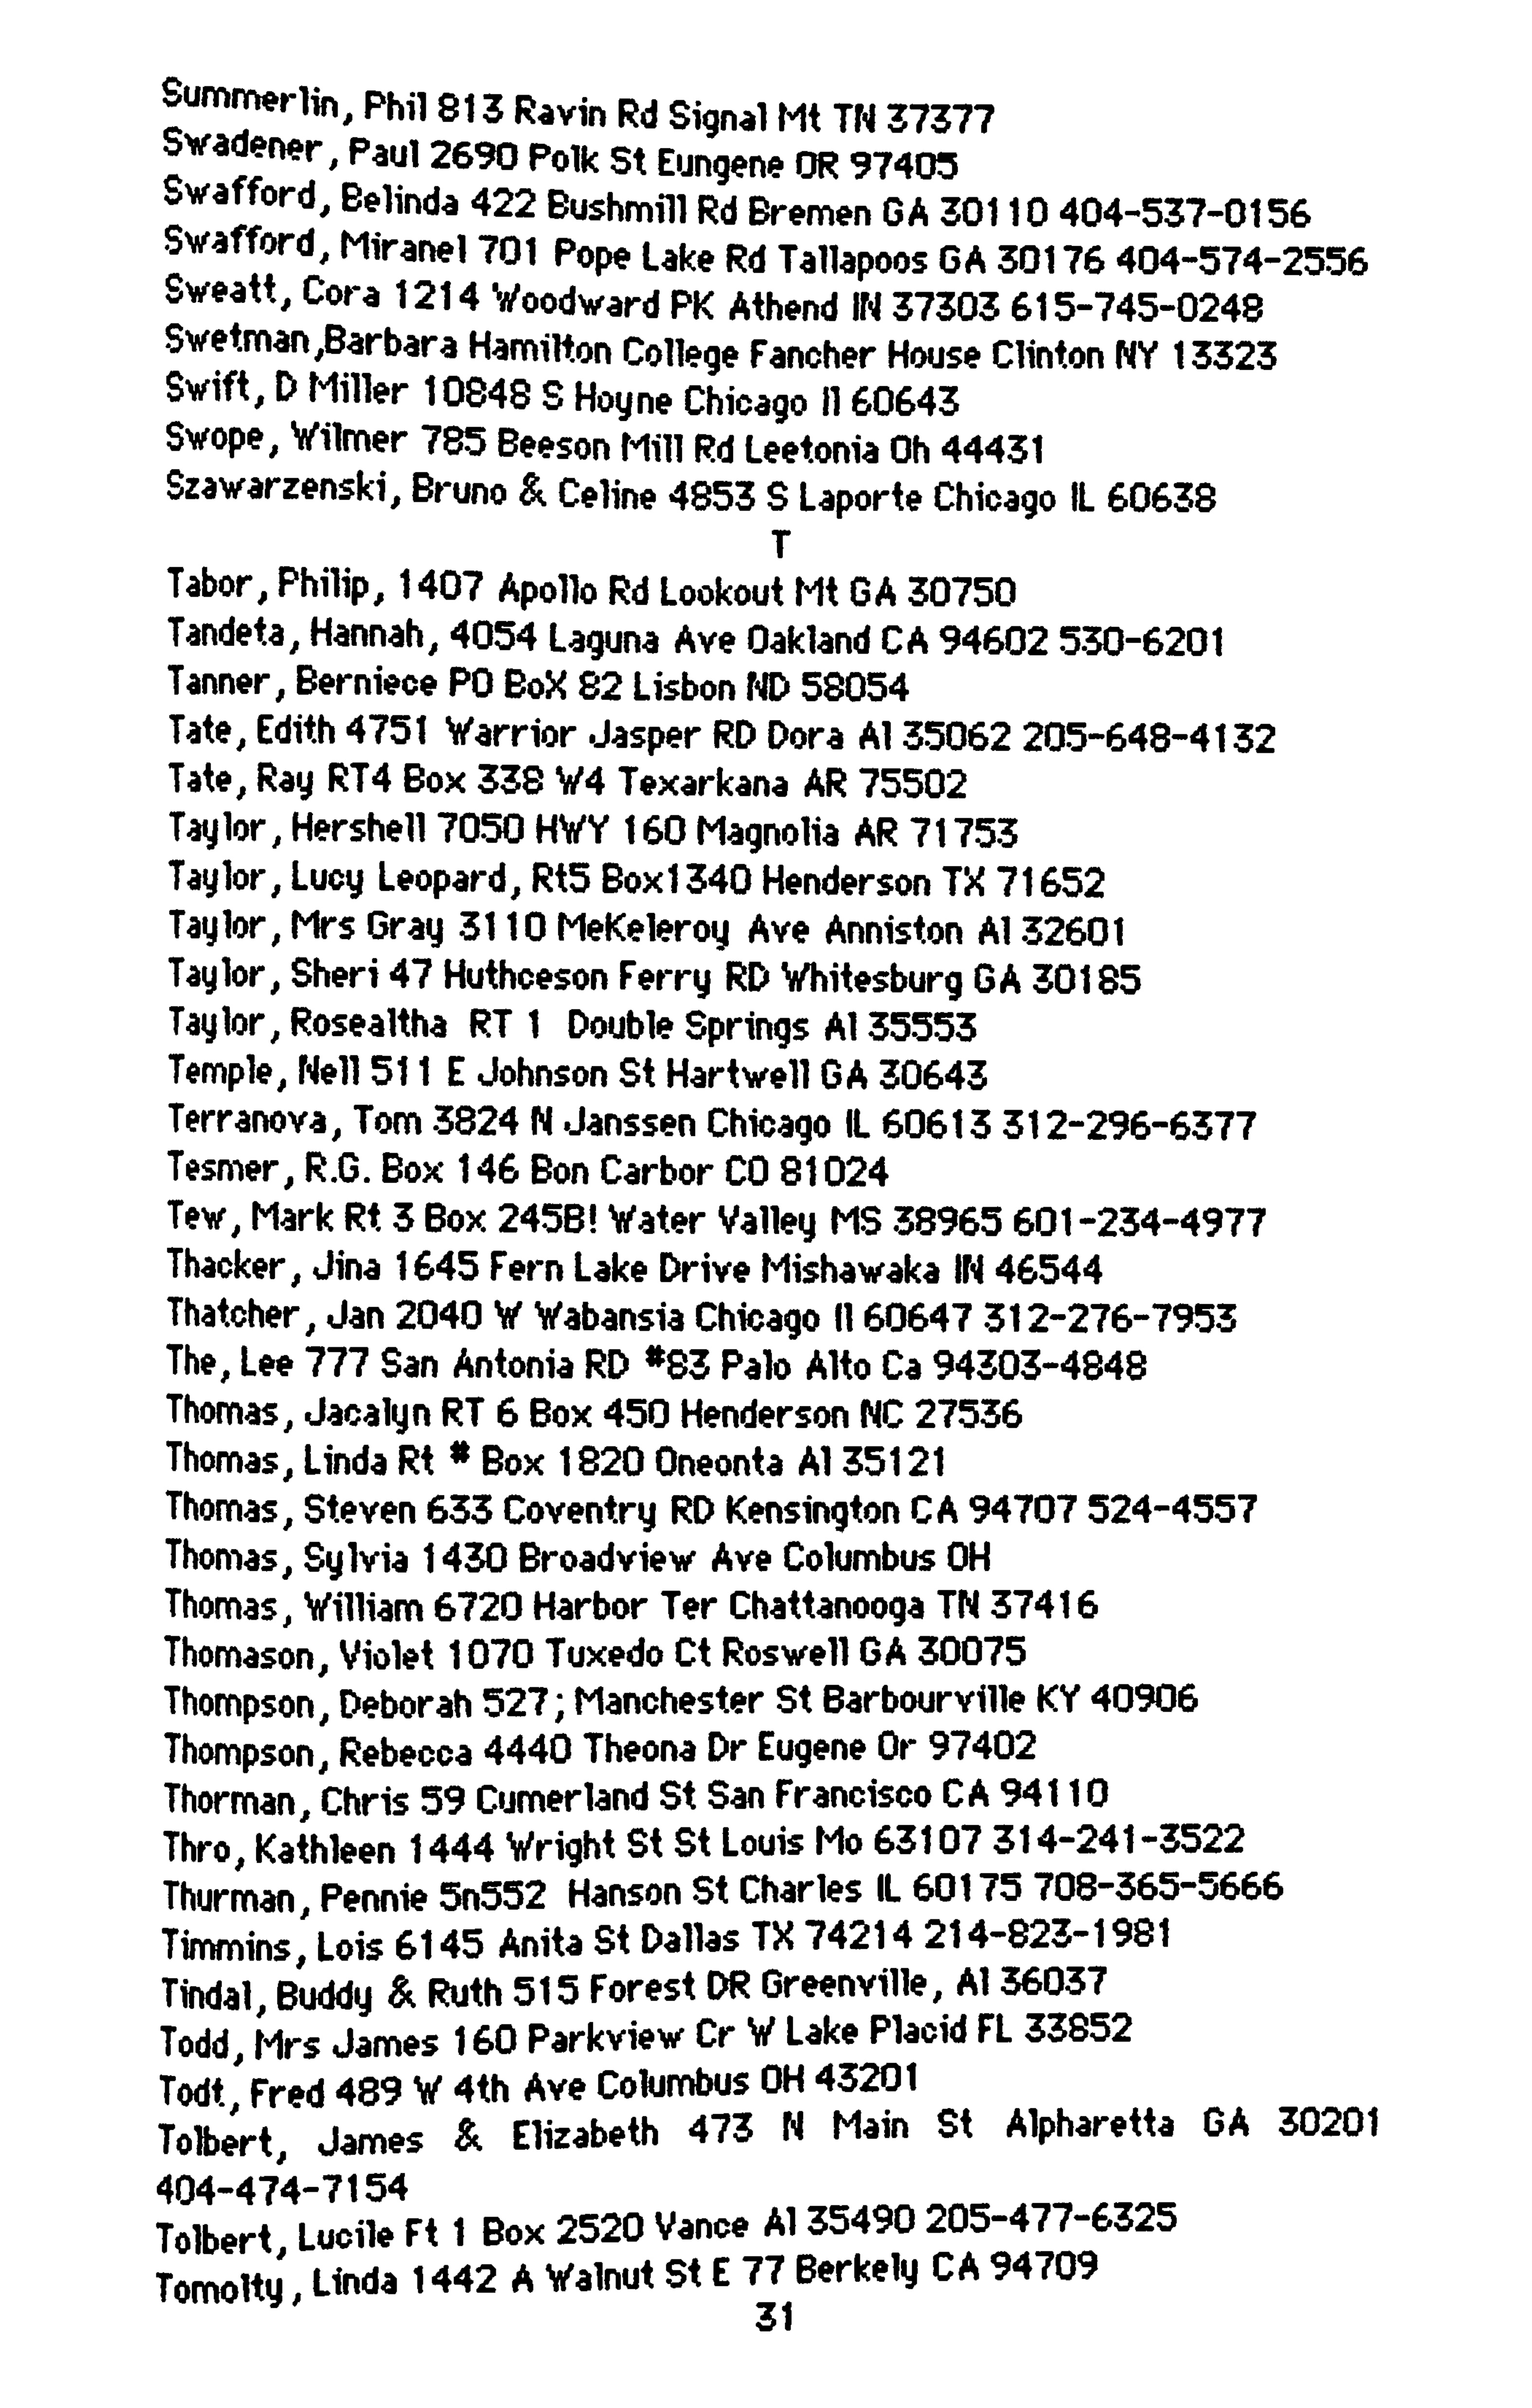 Summerlin, Phil 813 Ravin Rd Signal Mt TN 37377
Swadener, Paul 2690 Polk St Eungene OR 97405
Swafford, Belinda 422 Bushmill Rd Bremen GA 30110 404-537-0156
Swafford, Miranel 701 Pope Lake Rd Tallapoos GA 30176 404-574-2556
Sweatt, Cora 1214 Woodward PK Athend IN 37303 615-745-0248
Swetman,Barbara Hamilton College Fancher House Clinton NY 13323
Swift, D Miller 10848 S Hoyne Chicago Il 60643
Swope, Wilmer 785 Beeson Mill Rd Leetonia Oh 44431
Szawarzenski, Bruno & Celine 4853 S Laporte Chicago IL 60638
T
Tabor, Philip, 1407 Apollo Rd Lookout Mt GA 30750
Tandeta, Hannah, 4054 Laguna Ave Oakland CA 94602 530-6201
Tanner, Berniece PO BoX 82 Lisbon ND 58054
Tate, Edith 4751 Warrior Jasper RD Dora Al 35062 205-648-4132
Tate, Ray RT4 Box 338 W4 Texarkana AR 75502
Taylor, Hershell 7050 HWY 160 Magnolia AR 71753
Taylor, Lucy Leopard, Rt5 Box1340 Henderson TX 71652
Taylor, Mrs Gray 3110 MeKeleroy Ave Anniston Al 32601
Taylor, Sheri 47 Huthceson Ferry RD Whitesburg GA 30185
Taylor, Rosealtha RT 1 Double Springs Al 35553
Temple, Nell 511 E Johnson St Hartwell GA 30643
Terranova, Tom 3824 N Janssen Chicago IL 60613 312-296-6377
Tesmer, R.G. Box 146 Bon Carbor CO 81024
Tew, Mark Rt 3 Box 245B! Water Valley MS 38965 601-234-4977
Thacker, Jina 1645 Fern Lake Drive Mishawaka IN 46544
Thatcher, Jan 2040 W Wabansia Chicago Il 60647 312-276-7953
The, Lee 777 San Antonia RD #83 Palo Alto Ca 94303-4848
Thomas, Jacalyn RT 6 Box 450 Henderson NC 27536
Thomas, Linda Rt # Box 1820 Oneonta Al 35121
Thomas, Steven 633 Coventry RD Kensington CA 94707 524-4557
Thomas, Sylvia 1430 Broadview Ave Columbus OH
Thomas, William 6720 Harbor Ter Chattanooga TN 37416
Thomason, Violet 1070 Tuxedo Ct Roswell GA 30075
Thompson, Deborah 527; Manchester St Barbourville KY 40906
Thompson, Rebecca 4440 Theona Dr Eugene Or 97402
Thorman, Chris 59 Cumerland St San Francisco CA 94110
Thro, Kathleen 1444 Wright St St Louis Mo 63107 314-241-3522
Thurman, Pennie 5n552 Hanson St Charles IL 60175 708-365-5666
Timmins, Lois 6145 Anita St Dallas TX 74214 214-823-1981
Tindal, Buddy & Ruth 515 Forest DR Greenville, Al 36037
Todd, Mrs James 160 Parkview Cr W Lake Placid FL 33852
Todt, Fred 489 W 4th Ave Columbus OH 43201
Tolbert, James & Elizabeth 473 N Main St Alpharetta GA 30201
404-474-7154
Tolbert, Lucile Ft 1 Box 2520 Vance Al 35490 205-477-6325
Tomolty, Linda 1442 A Walnut St E 77 Berkely CA 94709
31